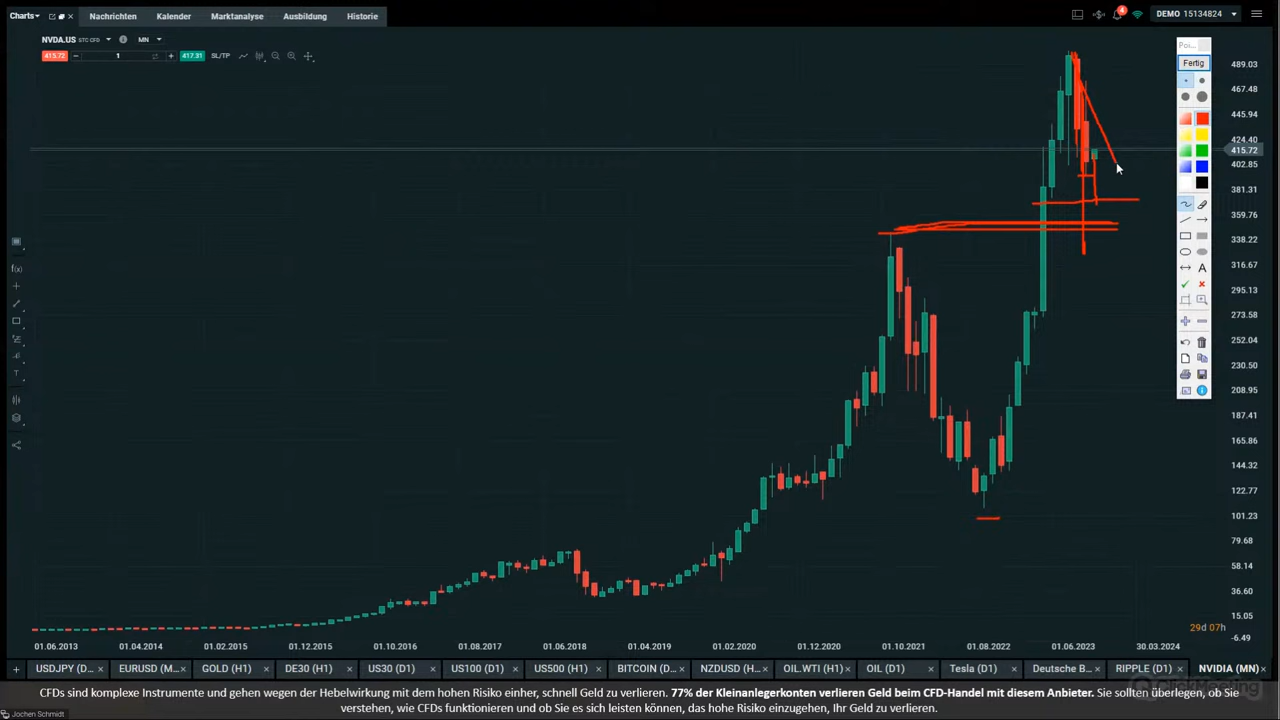 Charts
Nachrichten
Kalender
Marktanalyse
Ausbildung
Historie
4
DEMO 15134824
NVDA.US STC CFD
MN
415.72
1
417.31
SL/TP
Fertig
489.03
467.48
445.94
424.40
415.72
402.85
381.31
359.76
338.22
316.67
295.13
273.58
252.04
230.50
208.95
187.41
165.86
144.32
122.77
101.23
79.68
58.14
36.60
15.05
-6.49
f(x)
T
A
29d 07h
01.06.2013
01.04.2014
01.02.2015
01.12.2015
01.10.2016
01.06.2018
01.04.2019
01.02.2020
01.12.2020
01.10.2021
01.08.2022
01.06.2023
30.03.2024
USDJPY (D...
EURUSD (M...
GOLD (H1)
DE30 (H1)
US30 (D1)
US100 (D1)
US500 (H1)
BITCOIN (D...
NZDUSD (H...
OIL.WTI (H1)
OIL (D1)
Tesla (D1)
Deutsche B...
RIPPLE (D1)
NVIDIA (MN)
CFDs sind komplexe Instrumente und gehen wegen der Hebelwirkung mit dem hohen Risiko einher, schnell Geld zu verlieren. 77% der Kleinanlegerkonten verlieren Geld beim CFD-Handel mit diesem Anbieter. Sie sollten überlegen, ob Sie
verstehen, wie CFDs funktionieren und ob Sie es sich leisten können, das hohe Risiko einzugehen, Ihr Geld zu verlieren.
ClickMeeting
Jochen Schmidt